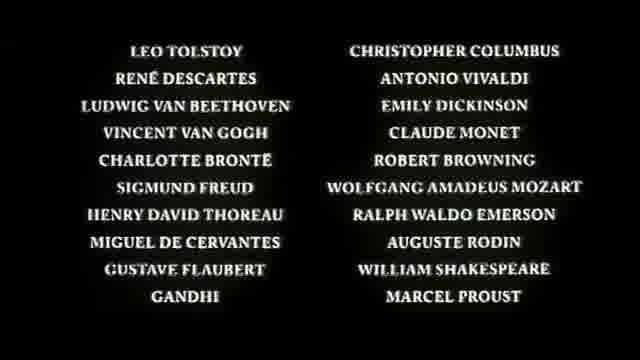 LEO TOLSTOY
RENÉ DESCARTES
LUDWIG VAN BEETHOVEN
VINCENT VAN GOGH
CHARLOTTE BRONTË
SIGMUND FREUD
HENRY DAVID THOREAU
MIGUEL DE CERVANTES
GUSTAVE FLAUBERT
GANDHI
CHRISTOPHER COLUMBUS
ANTONIO VIVALDI
EMILY DICKINSON
CLAUDE MONET
ROBERT BROWNING
WOLFGANG AMADEUS MOZART
RALPH WALDO EMERSON
AUGUSTE RODIN
WILLIAM SHAKESPEARE
MARCEL PROUST